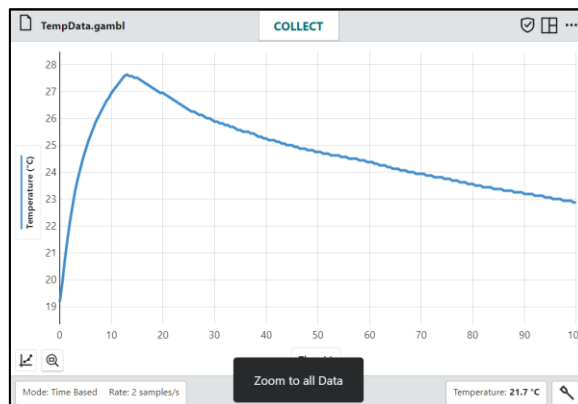 TempData.gambl
COLLECT
...
28
27
26
25
24
23
22
21
20
19
Temperature (°C)
0 10 20 30 40 50 60 70 80 90 100
Zoom to all Data
Mode: Time Based Rate: 2 samples/s
Temperature: 21.7 °C